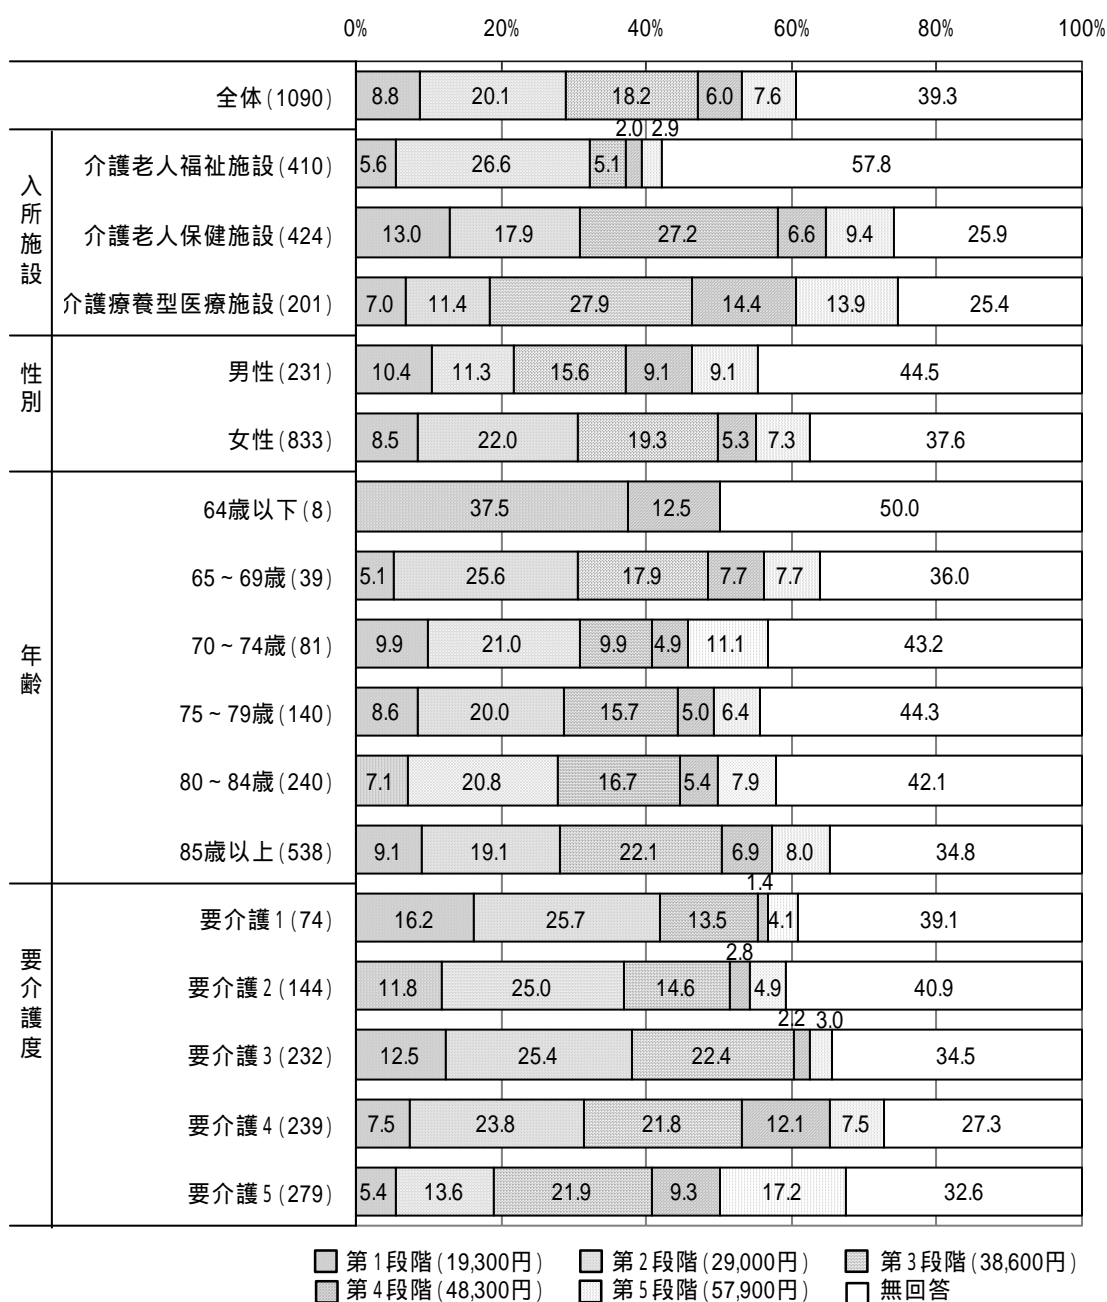 0% 20% 40% 60% 80% 100%
全体(1090) 8.8 20.1 18.2 6.0 7.6 39.3
2.0 2.9
入所施設
介護老人福祉施設(410) 5.6 26.6 5.1 57.8
介護老人保健施設(424) 13.0 17.9 27.2 6.6 9.4 25.9
介護療養型医療施設(201) 7.0 11.4 27.9 14.4 13.9 25.4
性別
男性(231) 10.4 11.3 15.6 9.1 9.1 44.5
女性(833) 8.5 22.0 19.3 5.3 7.3 37.6
年齢
64歳以下(8) 37.5 12.5 50.0
65~69歳(39) 5.1 25.6 17.9 7.7 7.7 36.0
70~74歳(81) 9.9 21.0 9.9 4.9 11.1 43.2
75~79歳(140) 8.6 20.0 15.7 5.0 6.4 44.3
80~84歳(240) 7.1 20.8 16.7 5.4 7.9 42.1
85歳以上(538) 9.1 19.1 22.1 6.9 8.0 34.8
1.4
要介護度
要介護1(74) 16.2 25.7 13.5 4.1 39.1
2.8
要介護2(144) 11.8 25.0 14.6 4.9 40.9
2.2 3.0
要介護3(232) 12.5 25.4 22.4 34.5
要介護4(239) 7.5 23.8 21.8 12.1 7.5 27.3
要介護5(279) 5.4 13.6 21.9 9.3 17.2 32.6
第1段階(19,300円) 第2段階(29,000円) 第3段階(38,600円)
第4段階(48,300円) 第5段階(57,900円) 無回答